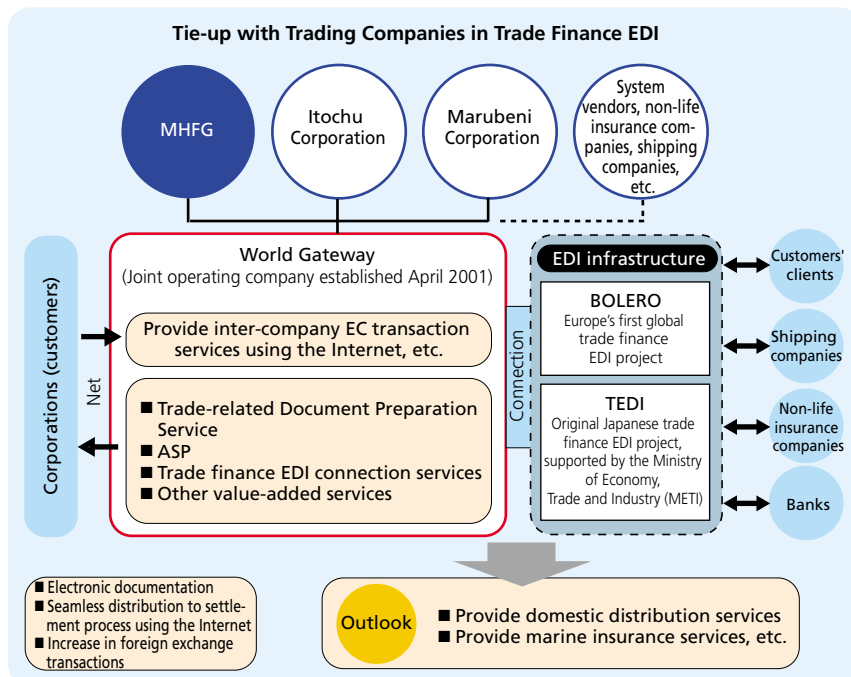 Tie-up with Trading Companies in Trade Finance EDI
MHFG
Itochu
Corporation
Marubeni
Corporation
System
vendors, non-life
insurance com-
panies, shipping
companies,
etc.
Corporations (customers)
Net
World Gateway
(Joint operating company established April 2001)
Provide inter-company EC transaction
services using the Internet, etc.
■ Trade-related Document Preparation
Service
■ ASP
■ Trade finance EDI connection services
■ Other value-added services
Connection
EDI infrastructure
BOLERO
Europe's first global
trade finance
EDI project
TEDI
Original Japanese trade
finance EDI project,
supported by the Ministry
of Economy,
Trade and Industry (METI)
Customers'
clients
Shipping
companies
Non-life
insurance
companies
Banks
■ Electronic documentation
■ Seamless distribution to settle-
ment process using the Internet
■ Increase in foreign exchange
transactions
Outlook
■ Provide domestic distribution services
■ Provide marine insurance services, etc.